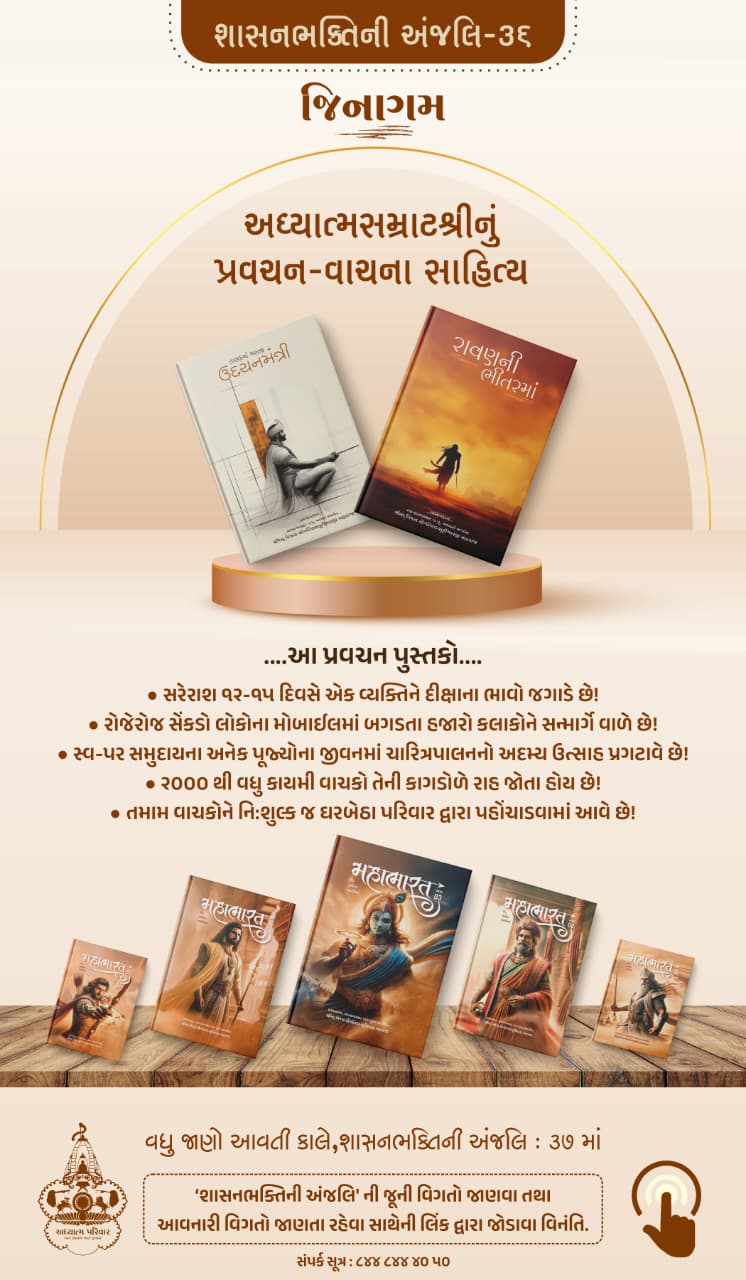 શાસનભક્તિની અંજલિ-૩૬
જિનાગમ
અધ્યાત્મસમ્રાટશ્રીનું
પ્રવચન-વાચના સાહિત્ય
ઉદયનમંત્રી
રાવણની
ભીતરમાં
....આ પ્રવચન પુસ્તકો....
● સરેરાશ ૧૨-૧૫ દિવસે એક વ્યક્તિને દીક્ષાના ભાવો જગાડે છે!
● રોજેરોજ સેંકડો લોકોના મોબાઈલમાં બગડતા હજારો કલાકોને સન્માર્ગે વાળે છે!
● સ્વ-પર સમુદાયના અનેક પૂજ્યોના જીવનમાં ચારિત્રપાલનનો અદમ્ય ઉત્સાહ પ્રગટાવે છે!
● ૨૦૦૦ થી વધુ કાયમી વાચકો તેની કાગડોળે રાહ જોતા હોય છે!
● તમામ વાચકોને નિ:શુલ્ક જ ઘરબેઠા પરિવાર દ્વારા પહોંચાડવામાં આવે છે!
મહાભારત
મહાભારત
મહાભારત
મહાભારત
મહાભારત
વધુ જાણો આવતી કાલે,શાસનભક્તિની અંજલિ : ૩૭ માં
‘શાસનભક્તિની અંજલિ' ની જૂની વિગતો જાણવા તથા
આવનારી વિગતો જાણતા રહેવા સાથેની લિંક દ્વારા જોડાવા વિનંતિ.
અધ્યાત્મ પરિવાર
સંપર્ક સૂત્ર : ૮૪૪ ૮૪૪ ૪૦ ૫૦